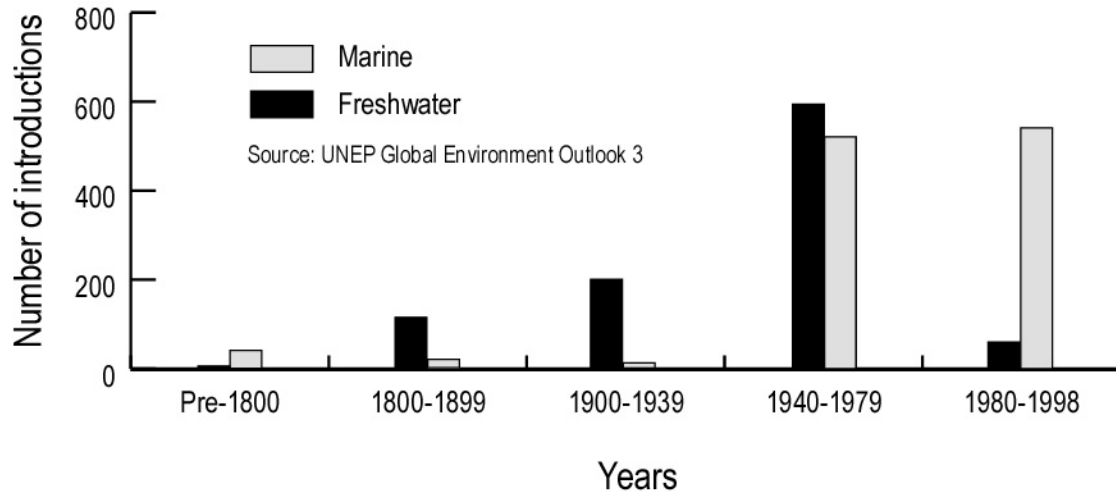 Number of introductions
800
600
400
200
0
Marine
Freshwater
Source: UNEP Global Environment Outlook 3
Pre-1800
1800-1899
1900-1939
1940-1979
1980-1998
Years